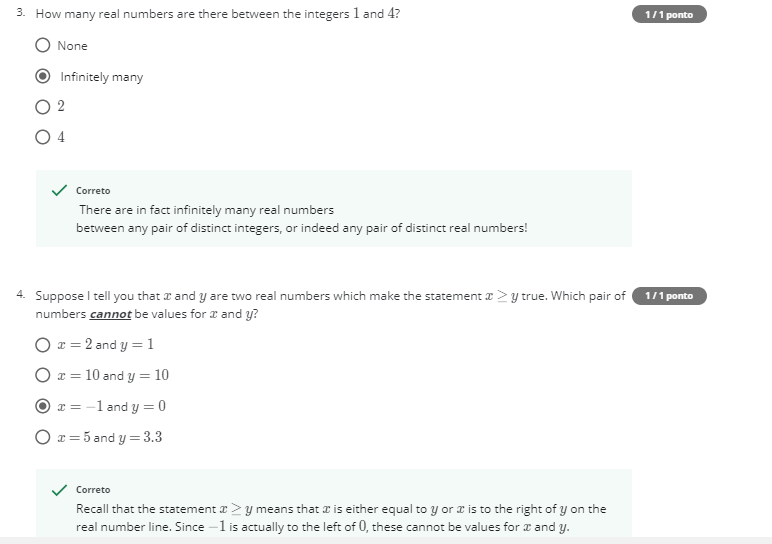 3. How many real numbers are there between the integers 1 and 4?
1 / 1 ponto
None
Infinitely many
2
4
Correto
There are in fact infinitely many real numbers
between any pair of distinct integers, or indeed any pair of distinct real numbers!
4. Suppose I tell you that x and y are two real numbers which make the statement x ≥ y true. Which pair of
1 / 1 ponto
numbers cannot be values for x and y?
x = 2 and y = 1
x = 10 and y = 10
x = −1 and y = 0
x = 5 and y = 3.3
Correto
Recall that the statement x ≥ y means that x is either equal to y or x is to the right of y on the
real number line. Since −1 is actually to the left of 0, these cannot be values for x and y.